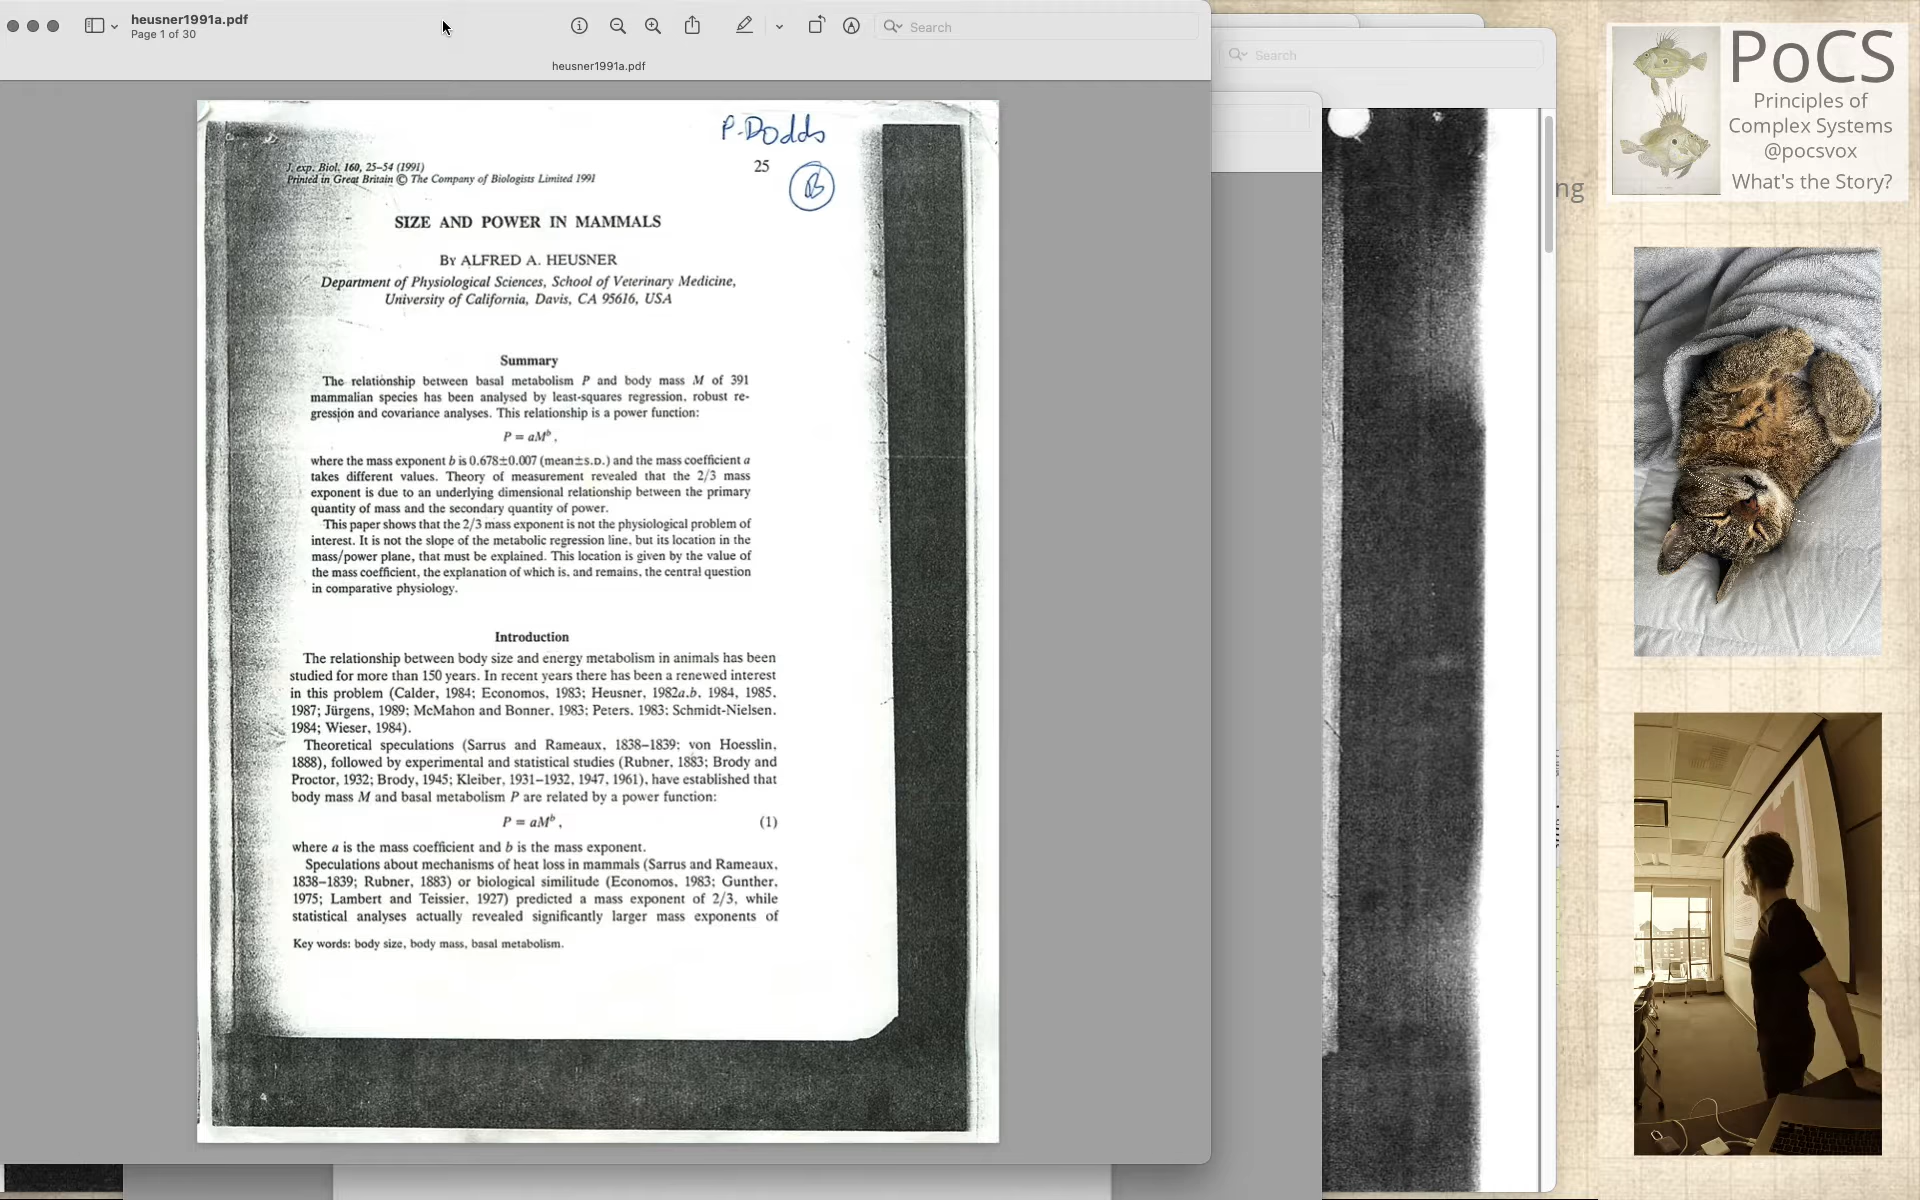 heusner1991a.pdf
Page 1 of 30
Search
heusner1991a.pdf
Search
P. Dodds
25
B
J. exp. Biol. 160, 25–54 (1991)
Printed in Great Britain © The Company of Biologists Limited 1991
SIZE AND POWER IN MAMMALS
By ALFRED A. HEUSNER
Department of Physiological Sciences, School of Veterinary Medicine,
University of California, Davis, CA 95616, USA
Summary
The relationship between basal metabolism P and body mass M of 391
mammalian species has been analysed by least-squares regression, robust re-
gression and covariance analyses. This relationship is a power function:
P = aMᵇ,
where the mass exponent b is 0.678±0.007 (mean±S.D.) and the mass coefficient a
takes different values. Theory of measurement revealed that the 2/3 mass
exponent is due to an underlying dimensional relationship between the primary
quantity of mass and the secondary quantity of power.
This paper shows that the 2/3 mass exponent is not the physiological problem of
interest. It is not the slope of the metabolic regression line, but its location in the
mass/power plane, that must be explained. This location is given by the value of
the mass coefficient, the explanation of which is, and remains, the central question
in comparative physiology.
Introduction
The relationship between body size and energy metabolism in animals has been
studied for more than 150 years. In recent years there has been a renewed interest
in this problem (Calder, 1984; Economos, 1983; Heusner, 1982a,b, 1984, 1985,
1987; Jürgens, 1989; McMahon and Bonner, 1983; Peters, 1983; Schmidt-Nielsen,
1984; Wieser, 1984).
Theoretical speculations (Sarrus and Rameaux, 1838–1839; von Hoesslin,
1888), followed by experimental and statistical studies (Rubner, 1883; Brody and
Proctor, 1932; Brody, 1945; Kleiber, 1931–1932, 1947, 1961), have established that
body mass M and basal metabolism P are related by a power function:
P = aMᵇ, (1)
where a is the mass coefficient and b is the mass exponent.
Speculations about mechanisms of heat loss in mammals (Sarrus and Rameaux,
1838–1839; Rubner, 1883) or biological similitude (Economos, 1983; Gunther,
1975; Lambert and Teissier, 1927) predicted a mass exponent of 2/3, while
statistical analyses actually revealed significantly larger mass exponents of
Key words: body size, body mass, basal metabolism.
ng
PoCS
Principles of
Complex Systems
@pocsvox
What's the Story?